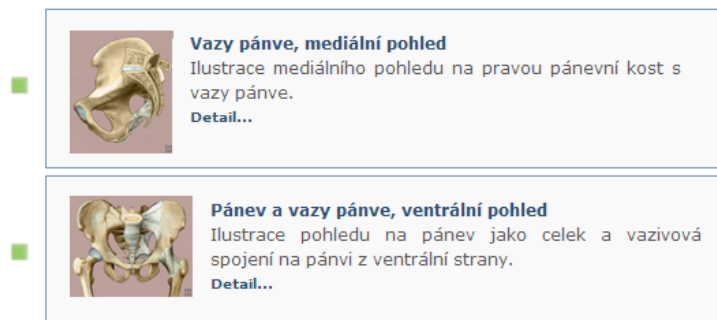 Vazy pánve, mediální pohled
Ilustrace mediálního pohledu na pravou pánevní kost s
vazy pánve.
Detail...
Pánev a vazy pánve, ventrální pohled
Ilustrace pohledu na pánev jako celek a vazivová
spojení na pánvi z ventrální strany.
Detail...